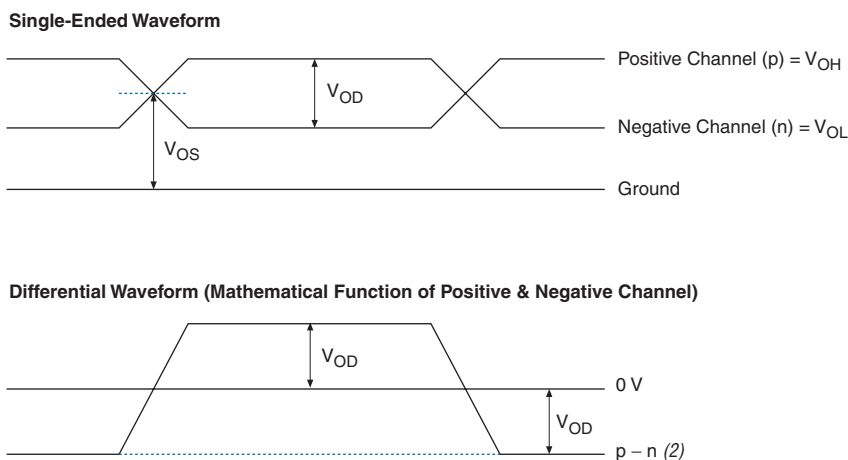 Single-Ended Waveform
Positive Channel (p) = VOH
VOD
Negative Channel (n) = VOL
VOS
Ground
Differential Waveform (Mathematical Function of Positive & Negative Channel)
VOD
0 V
VOD
p – n (2)